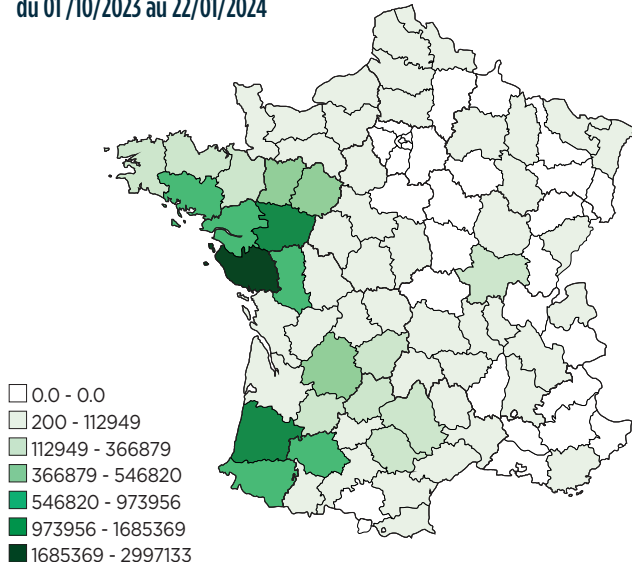 du 01 /10/2023 au 22/01/2024
0.0 - 0.0
200 - 112949
112949 - 366879
366879 - 546820
546820 - 973956
973956 - 1685369
1685369 - 2997133